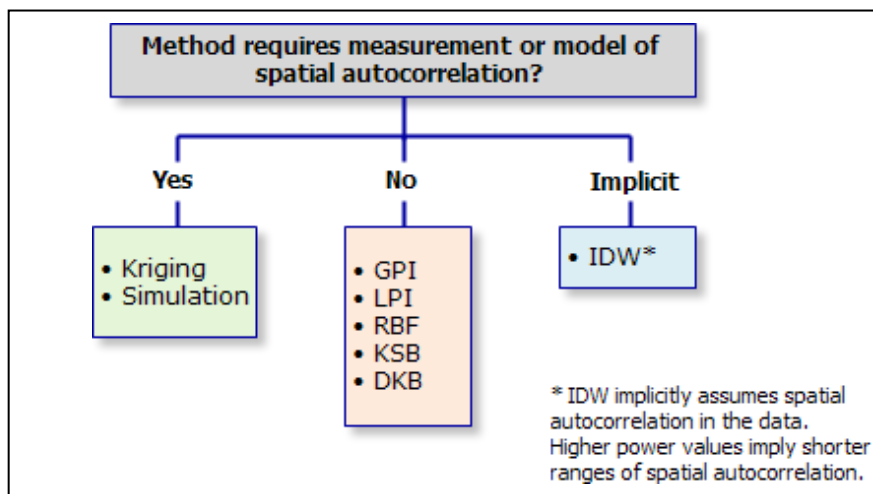 Method requires measurement or model of
spatial autocorrelation?
Yes
No
Implicit
• Kriging
• Simulation
• GPI
• LPI
• RBF
• KSB
• DKB
• IDW*
* IDW implicitly assumes spatial
autocorrelation in the data.
Higher power values imply shorter
ranges of spatial autocorrelation.